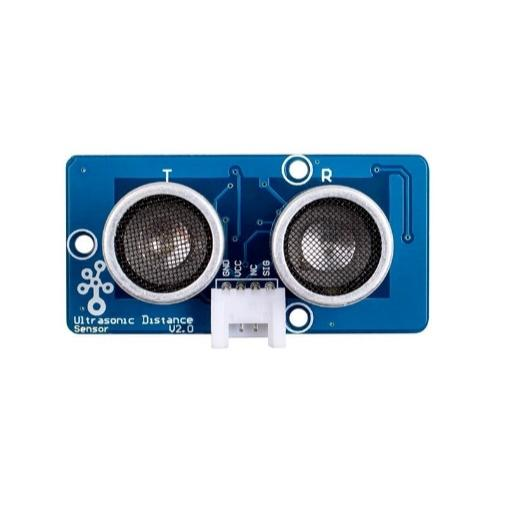 T R
GND VCC NC SIG
Ultrasonic Distance
Sensor V2.0